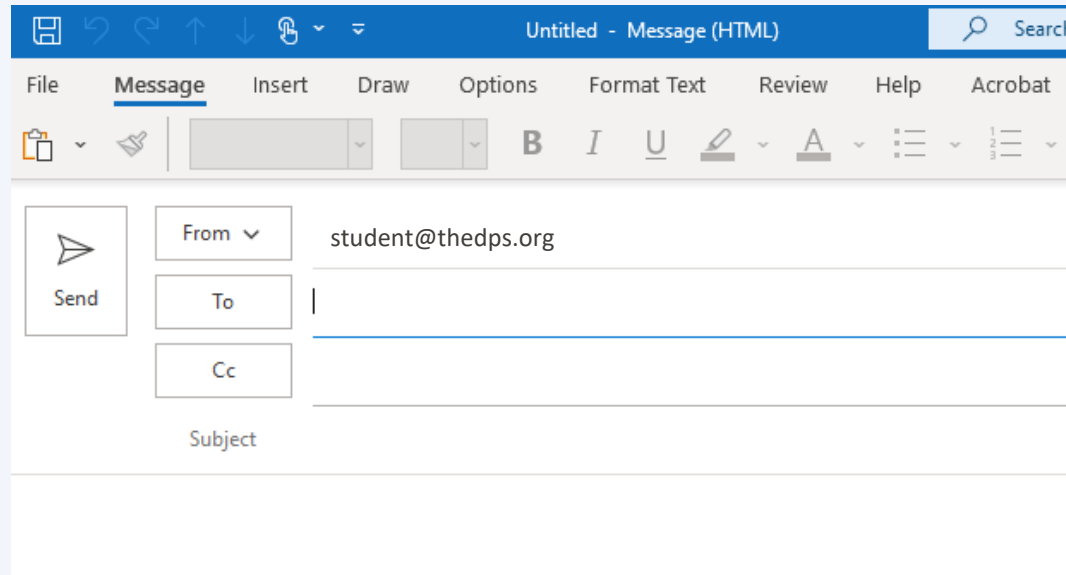 Untitled - Message (HTML)
File Message Insert Draw Options Format Text Review Help Acrobat
B I U A
From student@thedps.org
Send
To
Cc
Subject